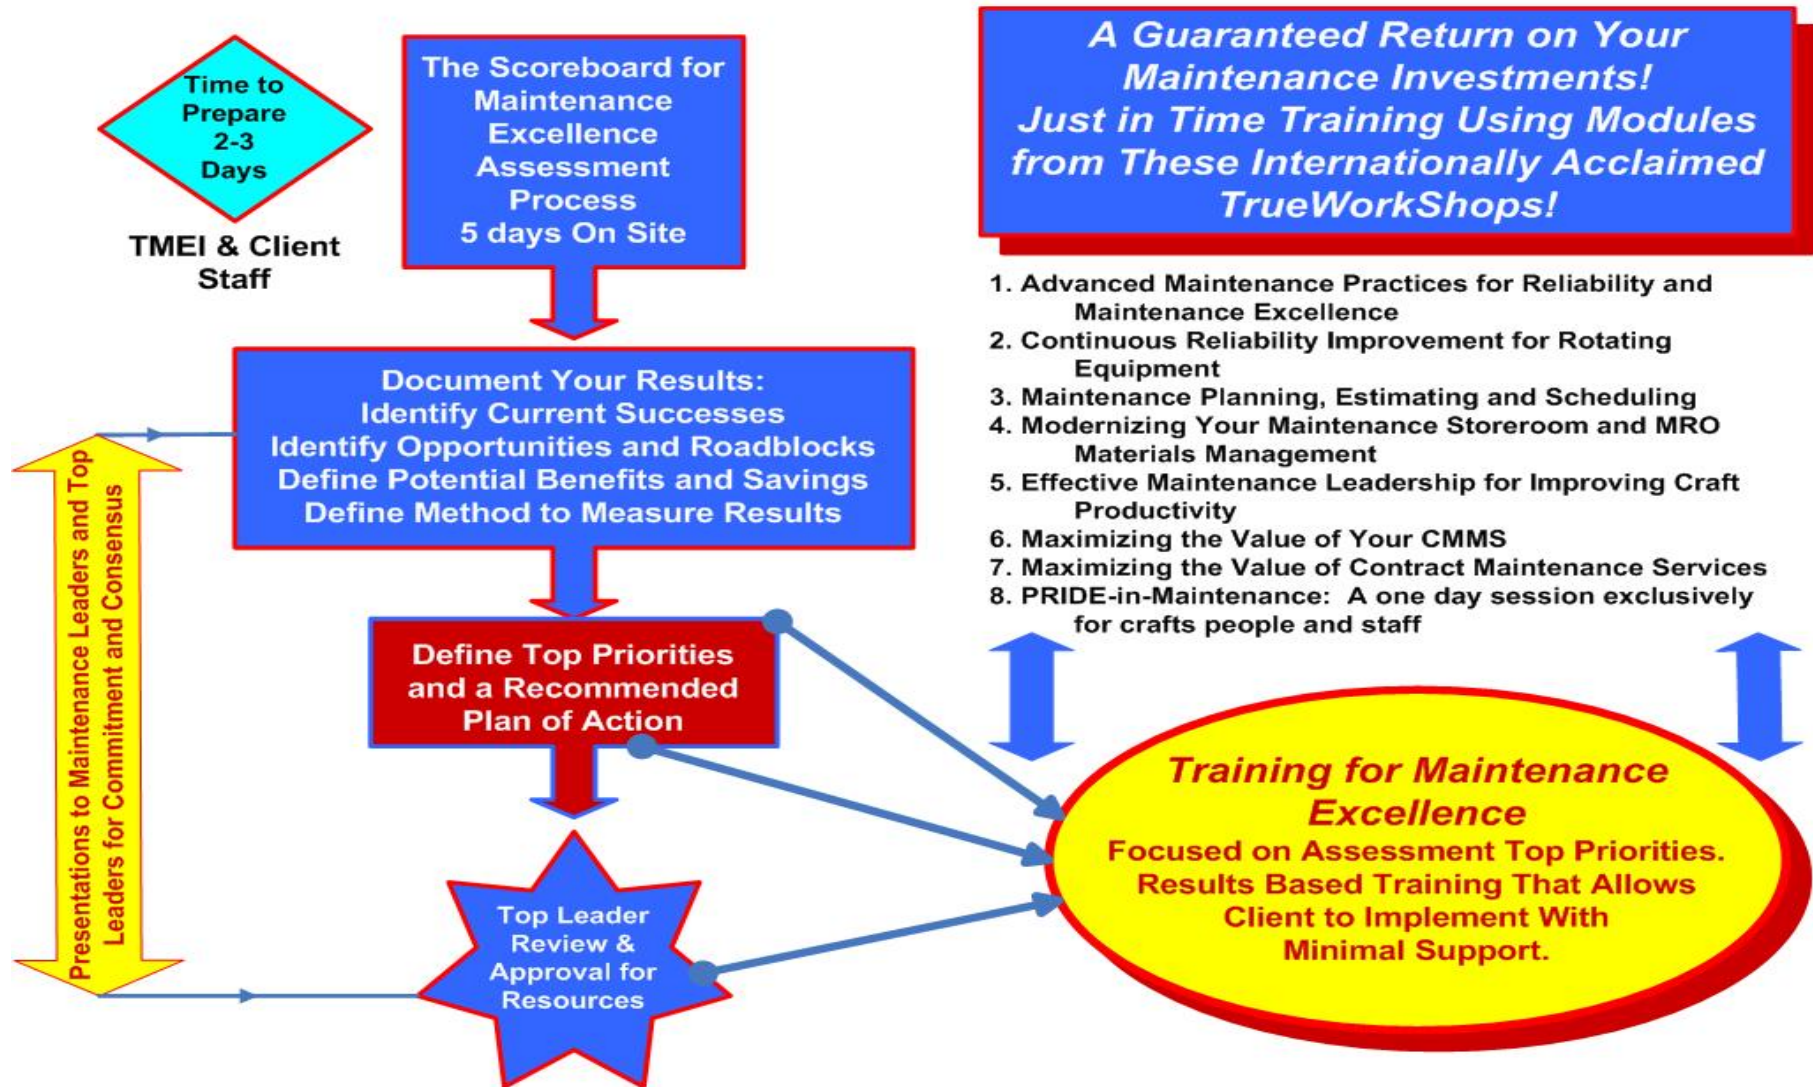 Time to
Prepare
2-3
Days
TMEI & Client
Staff
The Scoreboard for
Maintenance
Excellence
Assessment
Process
5 days On Site
Document Your Results:
Identify Current Successes
Identify Opportunities and Roadblocks
Define Potential Benefits and Savings
Define Method to Measure Results
Presentations to Maintenance Leaders and Top
Leaders for Commitment and Consensus
Define Top Priorities
and a Recommended
Plan of Action
Top Leader
Review &
Approval for
Resources
A Guaranteed Return on Your
Maintenance Investments!
Just in Time Training Using Modules
from These Internationally Acclaimed
TrueWorkShops!
1. Advanced Maintenance Practices for Reliability and
Maintenance Excellence
2. Continuous Reliability Improvement for Rotating
Equipment
3. Maintenance Planning, Estimating and Scheduling
4. Modernizing Your Maintenance Storeroom and MRO
Materials Management
5. Effective Maintenance Leadership for Improving Craft
Productivity
6. Maximizing the Value of Your CMMS
7. Maximizing the Value of Contract Maintenance Services
8. PRIDE-in-Maintenance: A one day session exclusively
for crafts people and staff
Training for Maintenance
Excellence
Focused on Assessment Top Priorities.
Results Based Training That Allows
Client to Implement With
Minimal Support.